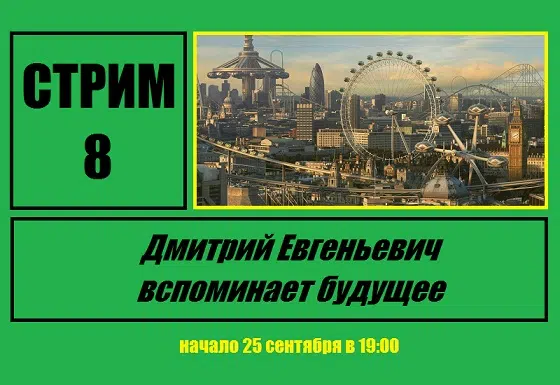 СТРИМ
8
Дмитрий Евгеньевич
вспоминает будущее
начало 25 сентября в 19:00